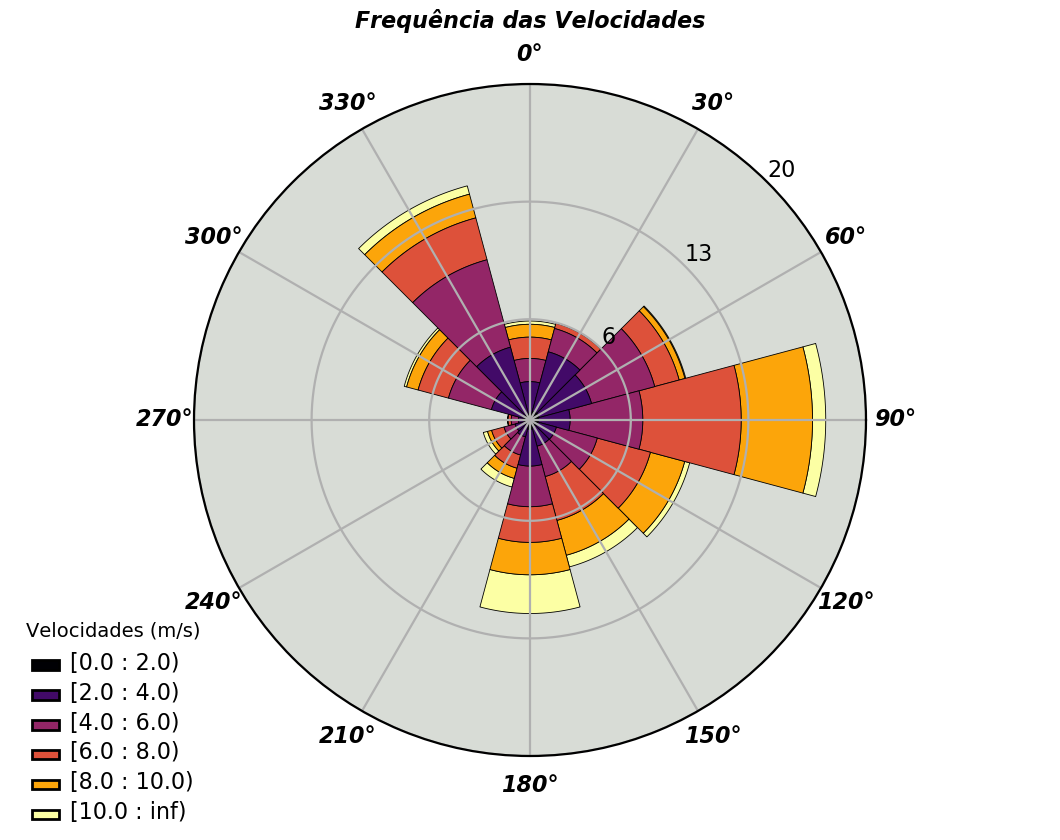 Frequência das Velocidades
0°
330°
30°
20
300°
60°
13
6
270°
90°
240°
120°
Velocidades (m/s)
[0.0 : 2.0)
[2.0 : 4.0)
[4.0 : 6.0)
[6.0 : 8.0)
[8.0 : 10.0)
[10.0 : inf)
210°
150°
180°